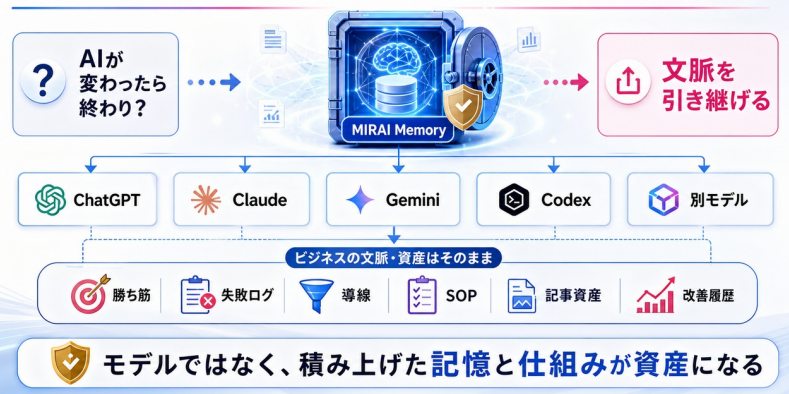 ?
AIが
変わったら
終わり?
MIRAI Memory
文脈を
引き継げる
ChatGPT
Claude
Gemini
Codex
別モデル
ビジネスの文脈・資産はそのまま
勝ち筋
失敗ログ
導線
SOP
記事資産
改善履歴
モデルではなく、積み上げた記憶と仕組みが資産になる